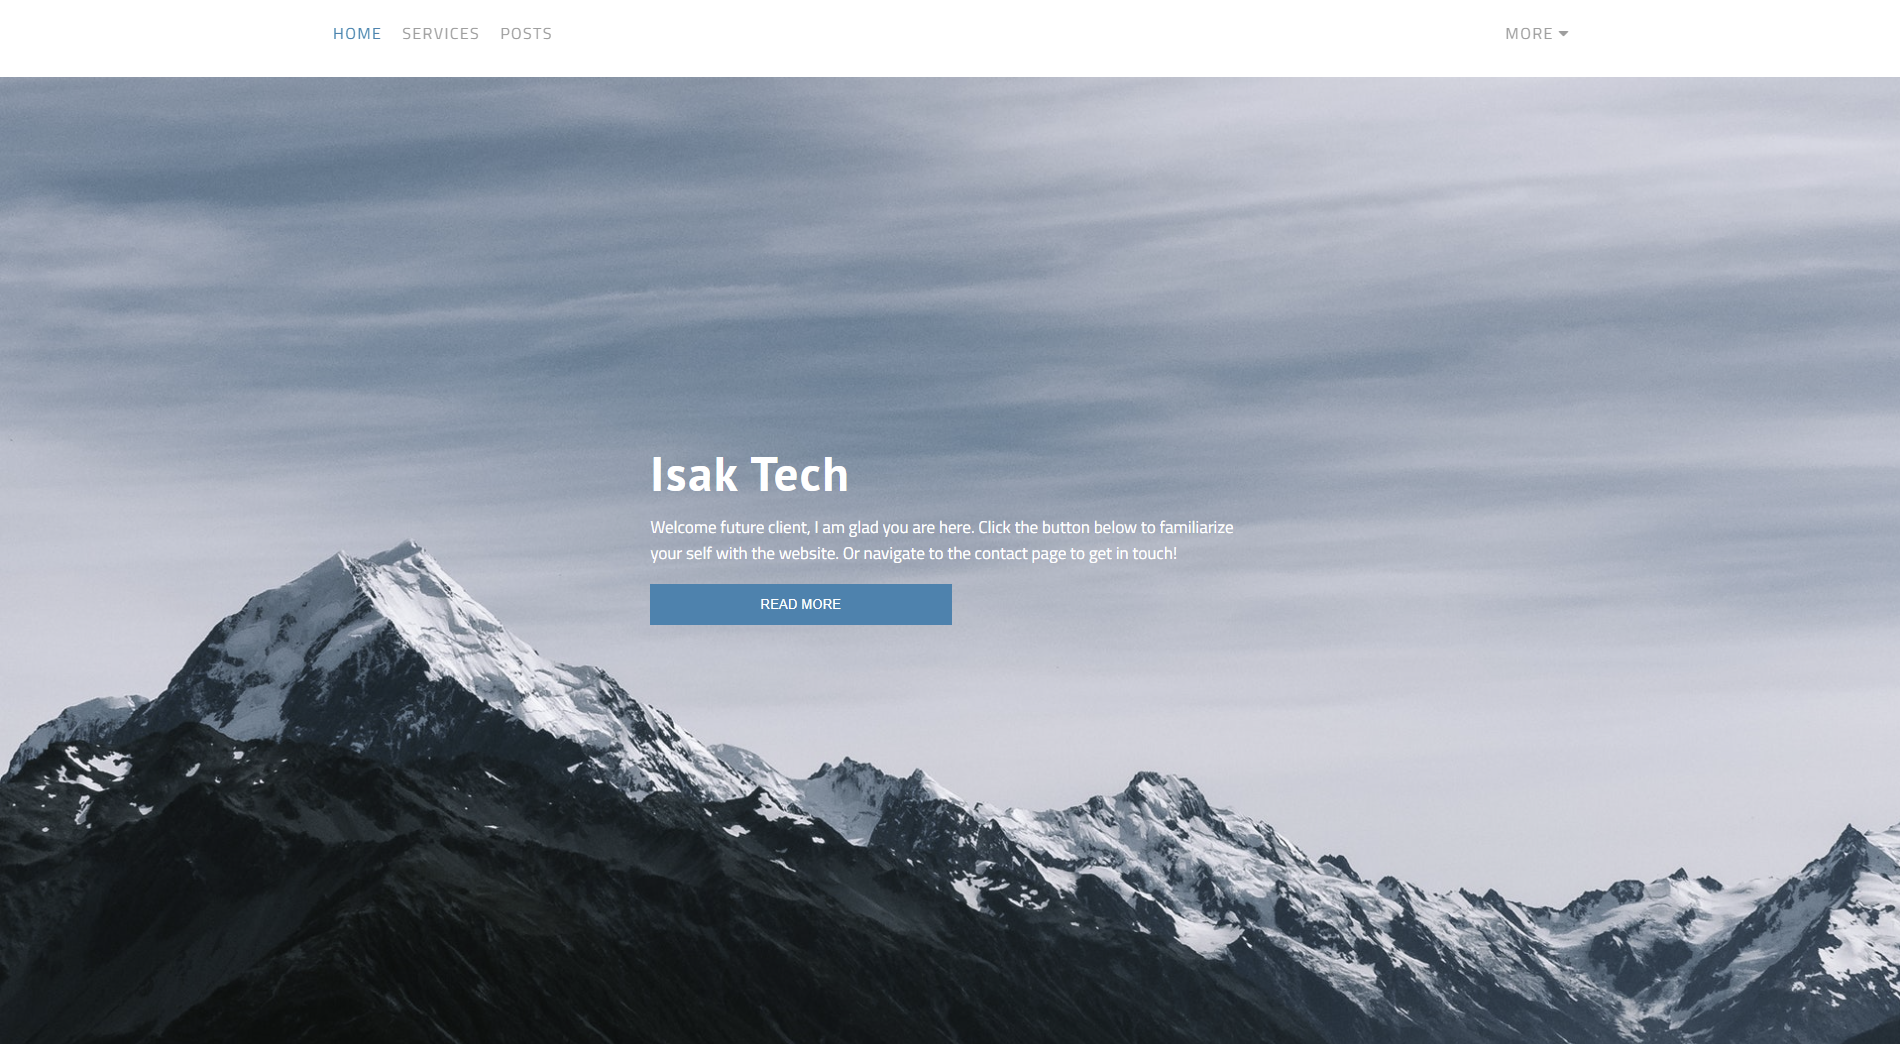 HOME SERVICES POSTS MORE
Isak Tech
Welcome future client, I am glad you are here. Click the button below to familiarize
your self with the website. Or navigate to the contact page to get in touch!
READ MORE